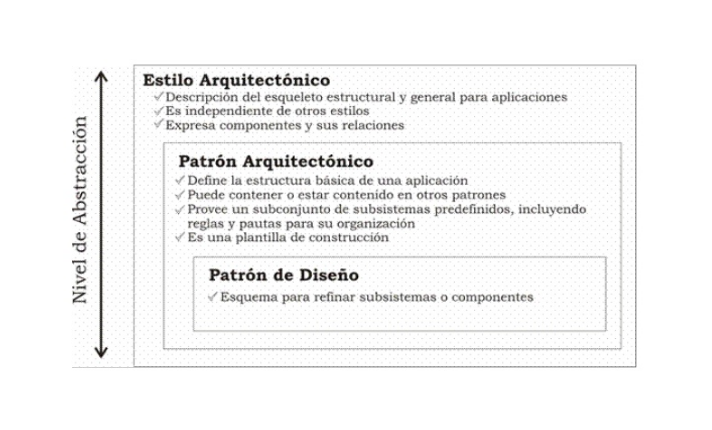 Nivel de Abstracción
Estilo Arquitectónico
Descripción del esqueleto estructural y general para aplicaciones
Es independiente de otros estilos
Expresa componentes y sus relaciones
Patrón Arquitectónico
Define la estructura básica de una aplicación
Puede contener o estar contenido en otros patrones
Provee un subconjunto de subsistemas predefinidos, incluyendo
reglas y pautas para su organización
Es una plantilla de construcción
Patrón de Diseño
Esquema para refinar subsistemas o componentes